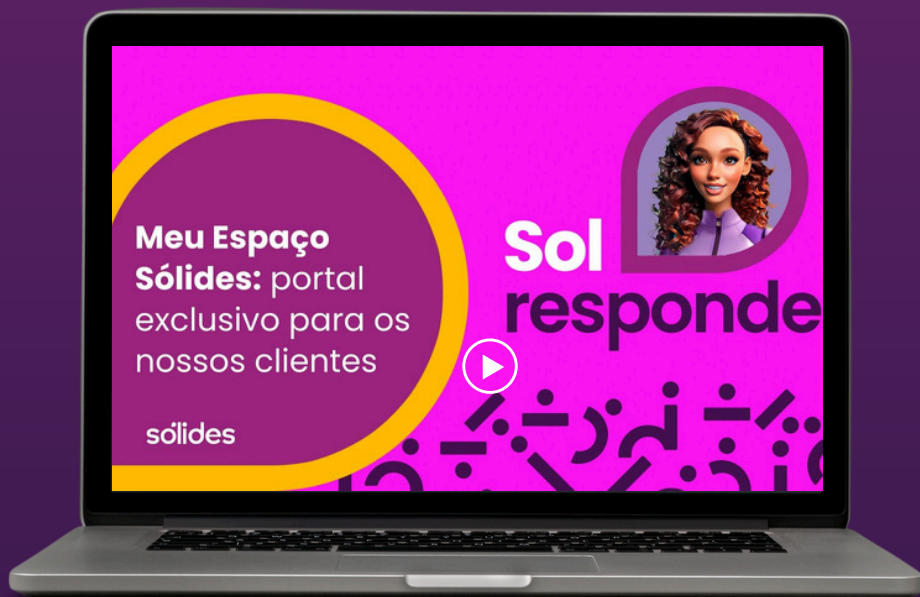 Meu Espaço
Sólides: portal
exclusivo para os
nossos clientes
sólides
Sol
responde